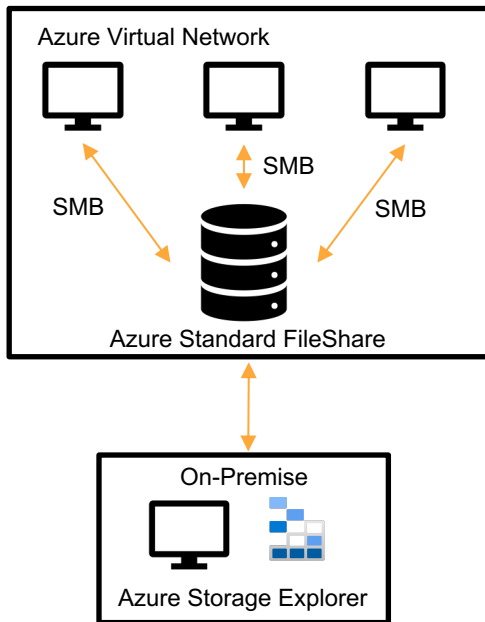 Azure Virtual Network
SMB
SMB
SMB
Azure Standard FileShare
On-Premise
Azure Storage Explorer